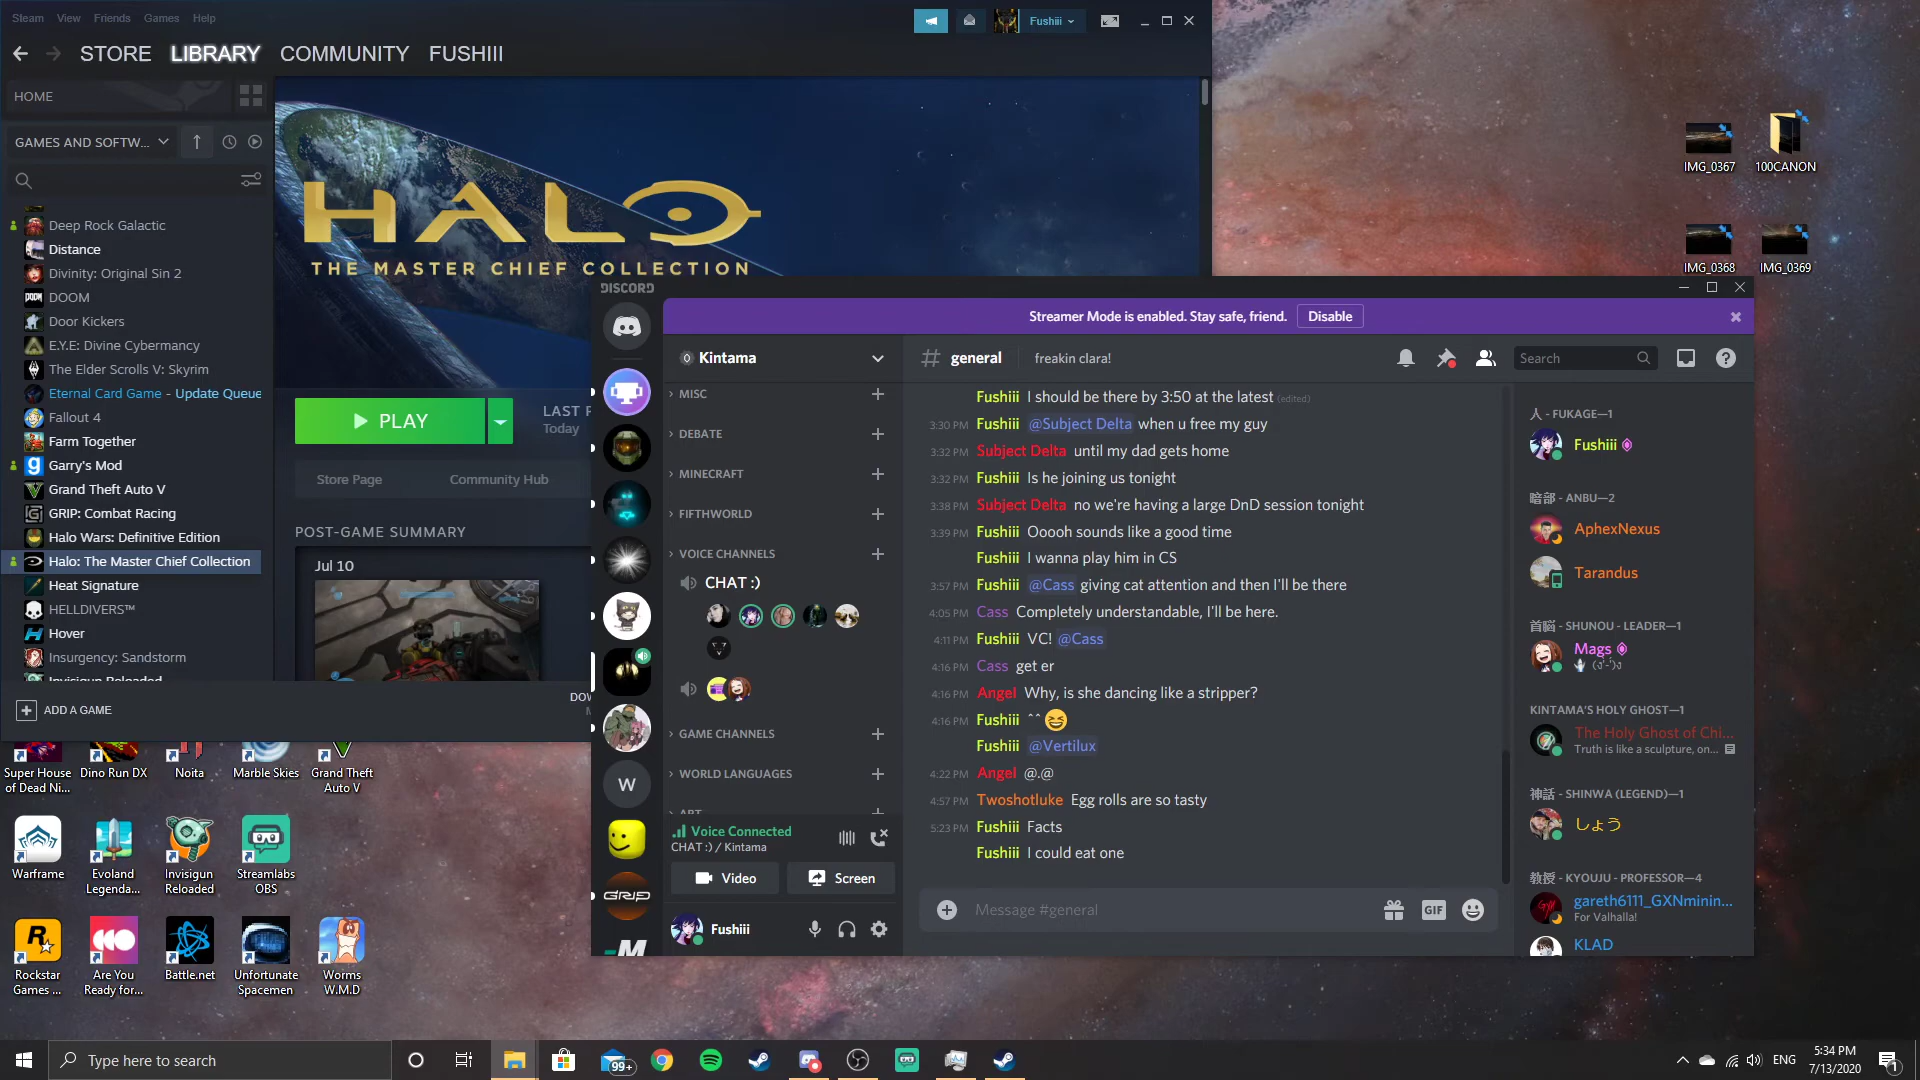 Steam View Friends Games Help
Fushiii
STORE LIBRARY COMMUNITY FUSHIII
HOME
GAMES AND SOFTW...
Deep Rock Galactic
Distance
Divinity: Original Sin 2
DOOM
Door Kickers
E.Y.E: Divine Cybermancy
The Elder Scrolls V: Skyrim
Eternal Card Game - Update Queue
Fallout 4
Farm Together
Garry's Mod
Grand Theft Auto V
GRIP: Combat Racing
Halo Wars: Definitive Edition
Halo: The Master Chief Collection
Heat Signature
HELLDIVERS™
Hover
Insurgency: Sandstorm
Invisigun Reloaded
ADD A GAME
HALO
THE MASTER CHIEF COLLECTION
PLAY
Today
Store Page
Community Hub
POST-GAME SUMMARY
Jul 10
IMG_0367
100CANON
IMG_0368
IMG_0369
DISCORD
Streamer Mode is enabled. Stay safe, friend. Disable
Kintama
MISC
DEBATE
MINECRAFT
FIFTHWORLD
VOICE CHANNELS
CHAT :)
GAME CHANNELS
WORLD LANGUAGES
W
GRIP
Voice Connected
CHAT :) / Kintama
Video
Screen
Fushiii
# general
freakin clara!
Search
Fushiii I should be there by 3:50 at the latest (edited)
3:30 PM Fushiii @Subject Delta when u free my guy
3:32 PM Subject Delta until my dad gets home
3:32 PM Fushiii Is he joining us tonight
3:38 PM Subject Delta no we're having a large DnD session tonight
3:39 PM Fushiii Ooooh sounds like a good time
Fushiii I wanna play him in CS
3:57 PM Fushiii @Cass giving cat attention and then I'll be there
4:05 PM Cass Completely understandable, I'll be here.
4:11 PM Fushiii VC! @Cass
4:16 PM Cass get er
4:16 PM Angel Why, is she dancing like a stripper?
4:16 PM Fushiii ^^ 😆
Fushiii @Vertilux
4:22 PM Angel @.@
4:57 PM Twoshotluke Egg rolls are so tasty
5:23 PM Fushiii Facts
Fushiii I could eat one
Message #general
GIF
人 - FUKAGE—1
Fushiii
暗部 - ANBU—2
AphexNexus
Tarandus
首脳 - SHUNOU - LEADER—1
Mags
KINTAMA'S HOLY GHOST—1
The Holy Ghost of Chi...
Truth is like a sculpture, on...
神話 - SHINWA (LEGEND)—1
しょう
教授 - KYOUJU - PROFESSOR—4
gareth6111_GXNminin...
For Valhalla!
KLAD
Super House of Dead Ni...
Dino Run DX
Noita
Marble Skies
Grand Theft Auto V
Warframe
Evoland Legenda...
Invisigun Reloaded
Streamlabs OBS
Rockstar Games ...
Are You Ready for...
Battle.net
Unfortunate Spacemen
Worms W.M.D
Type here to search
99+
ENG
5:34 PM
7/13/2020
1